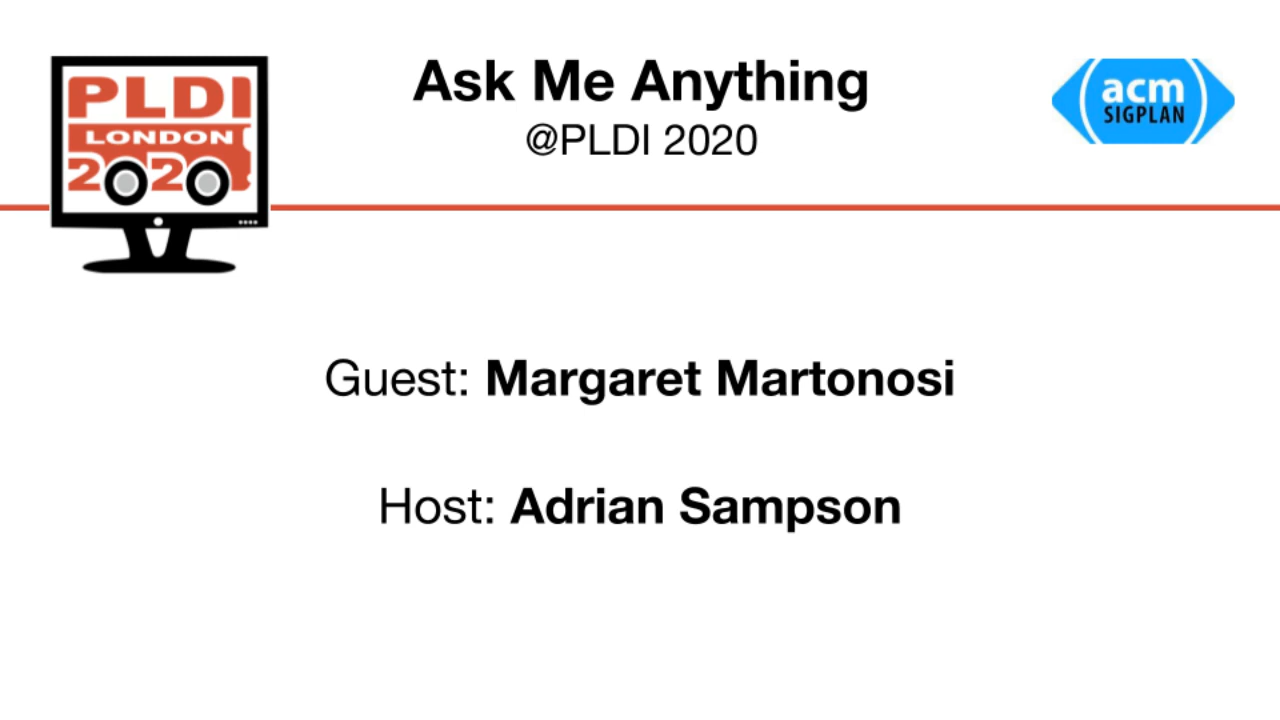 PLDI
LONDON
2020
Ask Me Anything
@PLDI 2020
acm
SIGPLAN
Guest: Margaret Martonosi
Host: Adrian Sampson